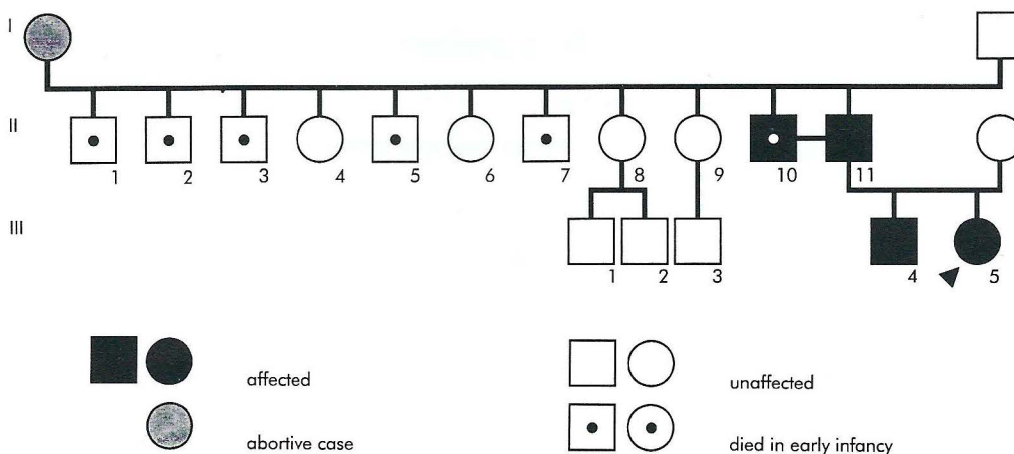 I
II
1 2 3 4 5 6 7 8 9 10 11
III
1 2 3 4 5
affected
unaffected
abortive case
died in early infancy